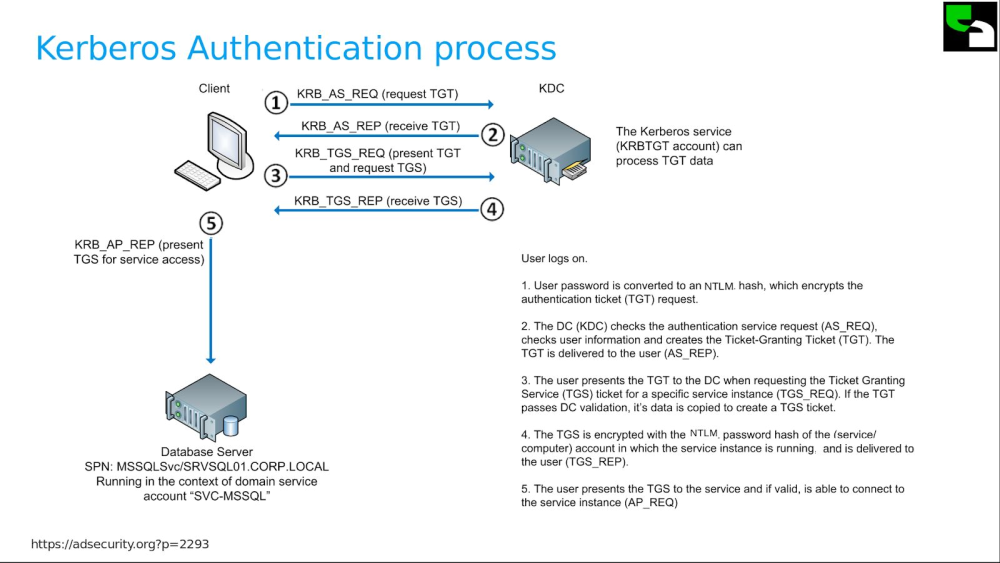 Kerberos Authentication process
Client
KDC
1
KRB_AS_REQ (request TGT)
KRB_AS_REP (receive TGT)
2
The Kerberos service
(KRBTGT account) can
process TGT data
3
KRB_TGS_REQ (present TGT
and request TGS)
KRB_TGS_REP (receive TGS)
4
5
KRB_AP_REP (present
TGS for service access)
Database Server
SPN: MSSQLSvc/SRVSQL01.CORP.LOCAL
Running in the context of domain service
account “SVC-MSSQL”
User logs on.
1. User password is converted to an NTLM. hash, which encrypts the
authentication ticket (TGT) request.
2. The DC (KDC) checks the authentication service request (AS_REQ),
checks user information and creates the Ticket-Granting Ticket (TGT). The
TGT is delivered to the user (AS_REP).
3. The user presents the TGT to the DC when requesting the Ticket Granting
Service (TGS) ticket for a specific service instance (TGS_REQ). If the TGT
passes DC validation, it’s data is copied to create a TGS ticket.
4. The TGS is encrypted with the NTLM. password hash of the (service/
computer) account in which the service instance is running. and is delivered to
the user (TGS_REP).
5. The user presents the TGS to the service and if valid, is able to connect to
the service instance (AP_REQ)
https://adsecurity.org?p=2293